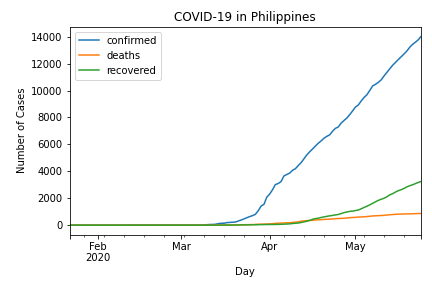 COVID-19 in Philippines
confirmed
deaths
recovered
Number of Cases
14000
12000
10000
8000
6000
4000
2000
0
Feb
2020
Mar
Apr
May
Day